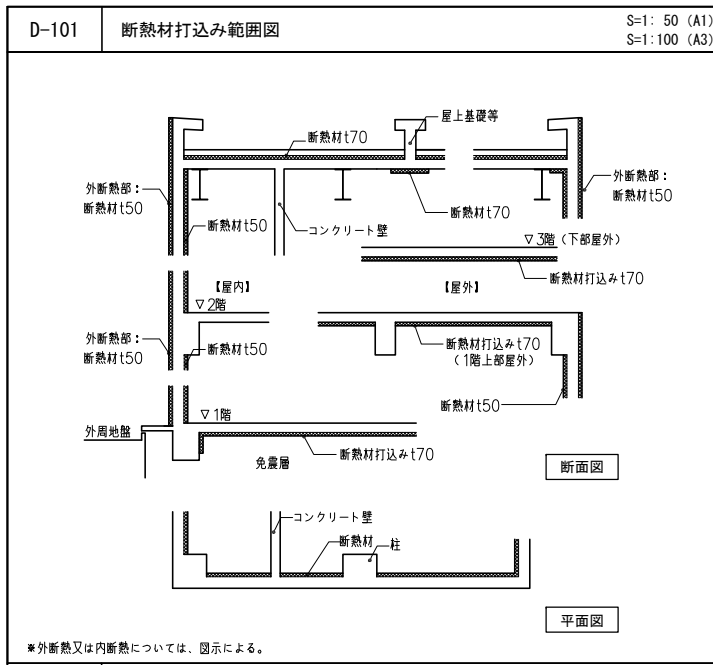 D-101
断熱材打込み範囲図
S=1: 50 (A1)
S=1:100 (A3)
屋上基礎等
断熱材t70
外断熱部：
断熱材t50
外断熱部：
断熱材t50
断熱材t50
コンクリート壁
断熱材t70
▽3階（下部屋外）
断熱材打込みt70
【屋内】
【屋外】
▽2階
外断熱部：
断熱材t50
断熱材t50
断熱材打込みt70
（1階上部屋外）
断熱材t50
▽1階
外周地盤
断熱材打込みt70
免震層
断面図
コンクリート壁
断熱材
柱
平面図
※外断熱又は内断熱については、図示による。